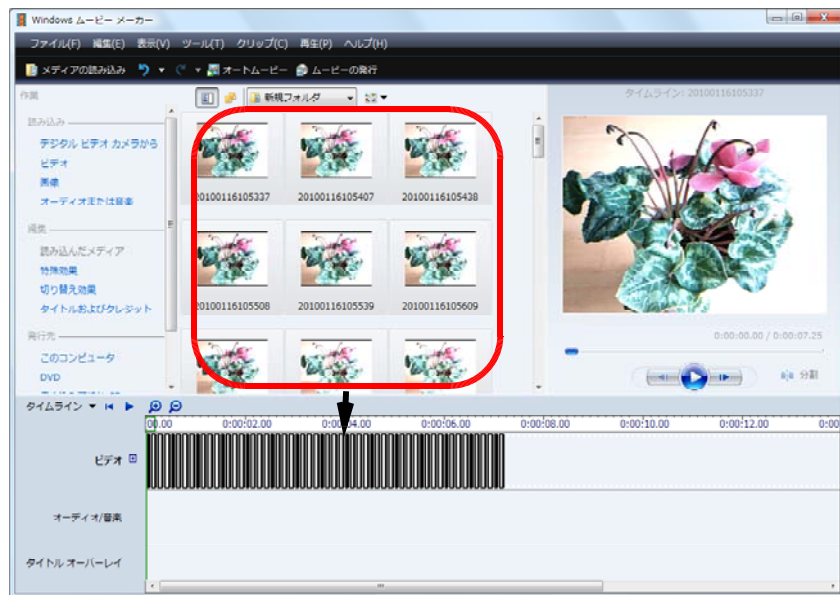 Windows ムービー メーカー
ファイル(F) 編集(E) 表示(V) ツール(T) クリップ(C) 再生(P) ヘルプ(H)
メディアの読み込み オートムービー ムービーの発行
作業
新規フォルダ
タイムライン: 20100116105337
読み込み
デジタル ビデオ カメラから
ビデオ
画像
オーディオまたは音楽
編集
読み込んだメディア
特殊効果
切り替え効果
タイトルおよびクレジット
発行先
このコンピュータ
DVD
20100116105337 20100116105407 20100116105438
20100116105508 20100116105539 20100116105609
0:00:00.00 / 0:00:07.25
分割
タイムライン
00.00 0:00:02.00 0:00:04.00 0:00:06.00 0:00:08.00 0:00:10.00 0:00:12.00 0:00
ビデオ
オーディオ/音楽
タイトル オーバーレイ